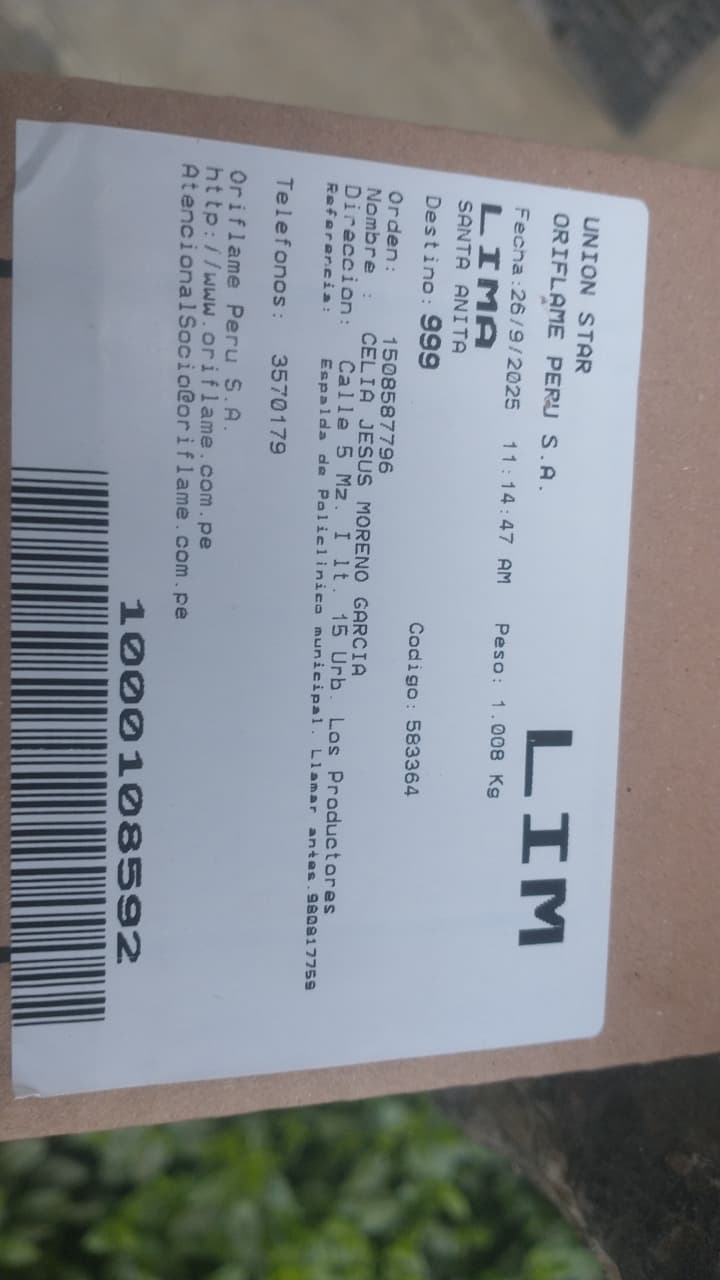 UNION STAR
ORIFLAME PERU S.A.
LIM
Fecha:26/9/2025 11:14:47 AM Peso: 1.008 Kg
LIMA
SANTA ANITA
Destino: 999
Codigo: 583364
Orden: 1508587796
Nombre : CELIA JESUS MORENO GARCIA
Direccion: Calle 5 Mz. I lt. 15 Urb. Los Productores
Referencia: Espalda de Policlinico municipal. Llamar antes.980817759
Telefonos: 3570179
Oriflame Peru S.A.
http://www.oriflame.com.pe
AtencionalSocio@oriflame.com.pe
1000108592